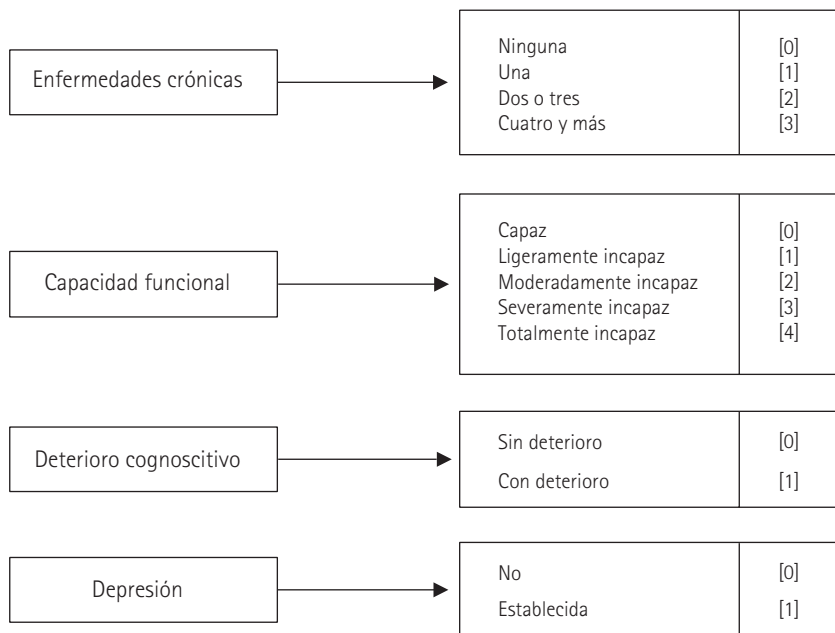 Enfermedades crónicas
Ninguna [0]
Una [1]
Dos o tres [2]
Cuatro y más [3]
Capacidad funcional
Capaz [0]
Ligeramente incapaz [1]
Moderadamente incapaz [2]
Severamente incapaz [3]
Totalmente incapaz [4]
Deterioro cognoscitivo
Sin deterioro [0]
Con deterioro [1]
Depresión
No [0]
Establecida [1]